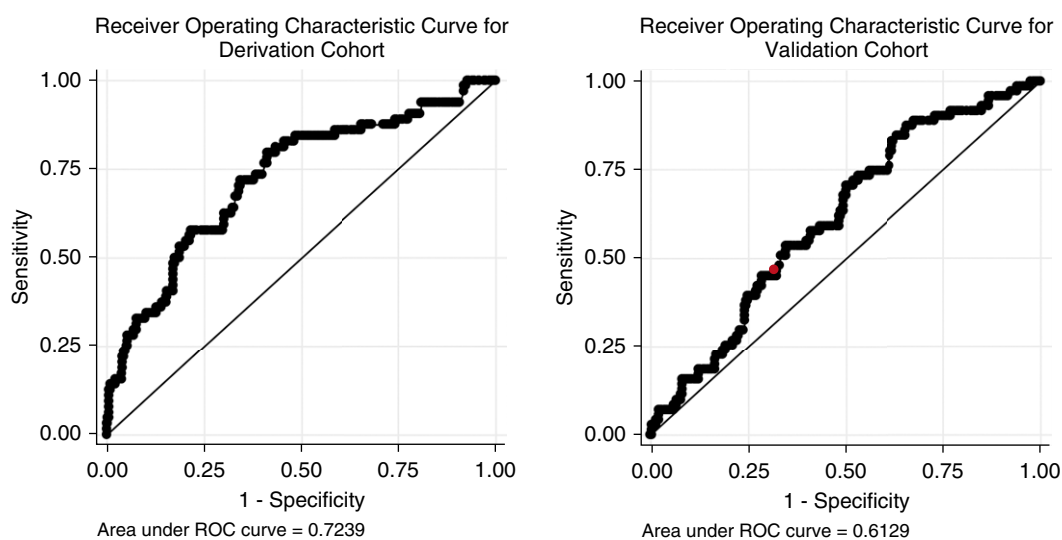 Receiver Operating Characteristic Curve for
Derivation Cohort
1.00
0.75
0.50
0.25
0.00
Sensitivity
0.00 0.25 0.50 0.75 1.00
1 - Specificity
Area under ROC curve = 0.7239
Receiver Operating Characteristic Curve for
Validation Cohort
1.00
0.75
0.50
0.25
0.00
Sensitivity
0.00 0.25 0.50 0.75 1.00
1 - Specificity
Area under ROC curve = 0.6129